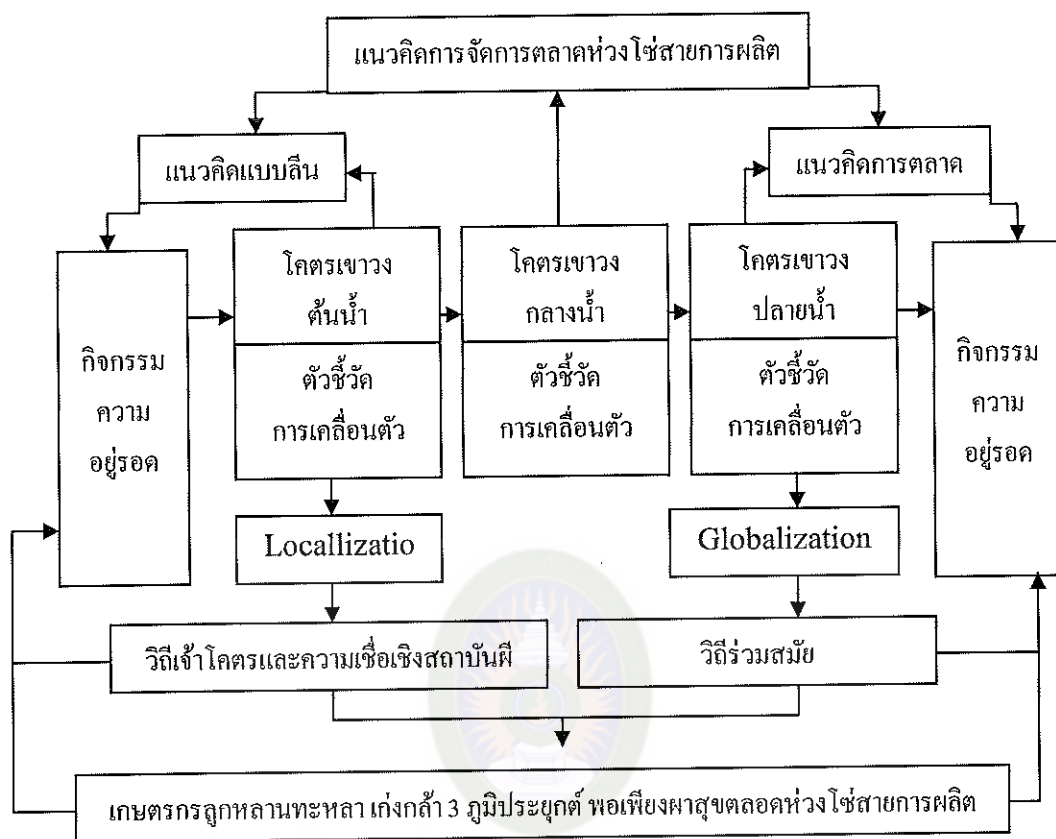 แนวคิดการจัดการตลาดห่วงโซ่สายการผลิต
แนวคิดแบบลีน
แนวคิดการตลาด
กิจกรรม
ความ
อยู่รอด
โคตรเขาวง
ต้นน้ำ
ตัวชี้วัด
การเคลื่อนตัว
โคตรเขาวง
กลางน้ำ
ตัวชี้วัด
การเคลื่อนตัว
โคตรเขาวง
ปลายน้ำ
ตัวชี้วัด
การเคลื่อนตัว
กิจกรรม
ความ
อยู่รอด
Locallizatio
Globalization
วิถีเจ้าโคตรและความเชื่อเชิงสถาบันผี
วิถีร่วมสมัย
เกษตรกรลูกหลานทะหลา เก่งกล้า 3 ภูมิประยุกต์ พอเพียงผาสุขตลอดห่วงโซ่สายการผลิต